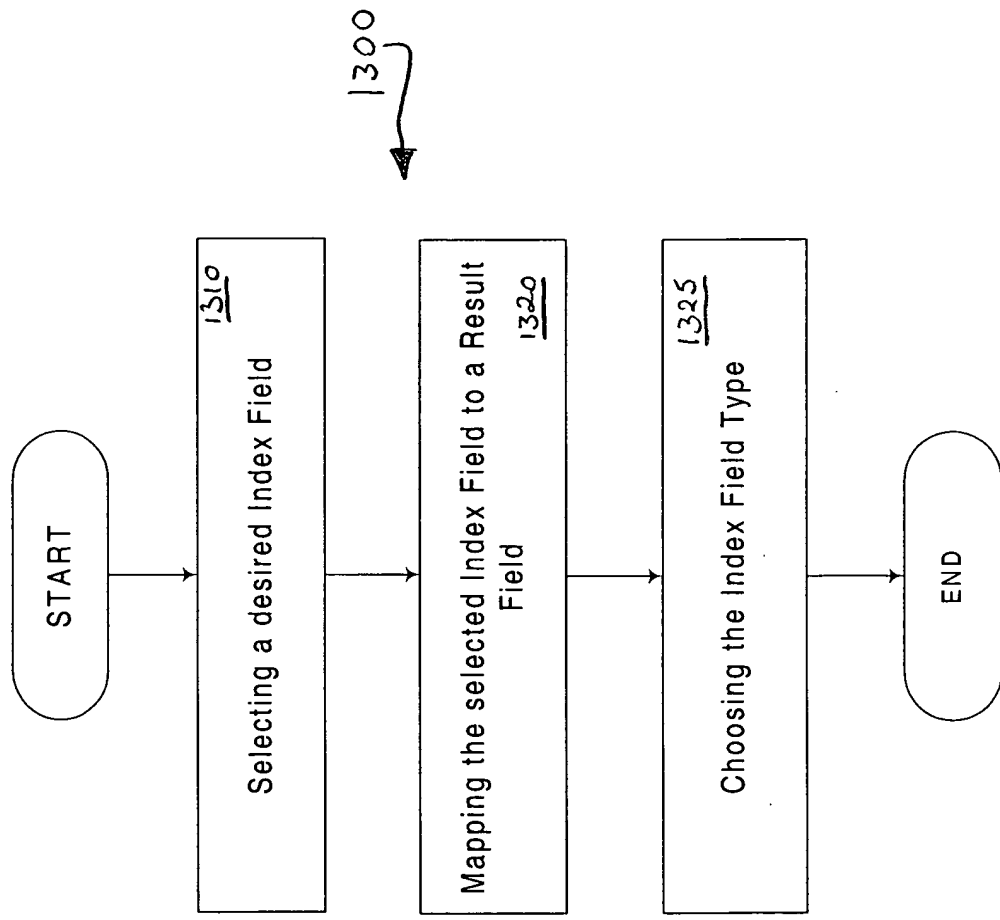 START
1310
Selecting a desired Index Field
Mapping the selected Index Field to a Result
Field
1320
1325
Choosing the Index Field Type
END
1300